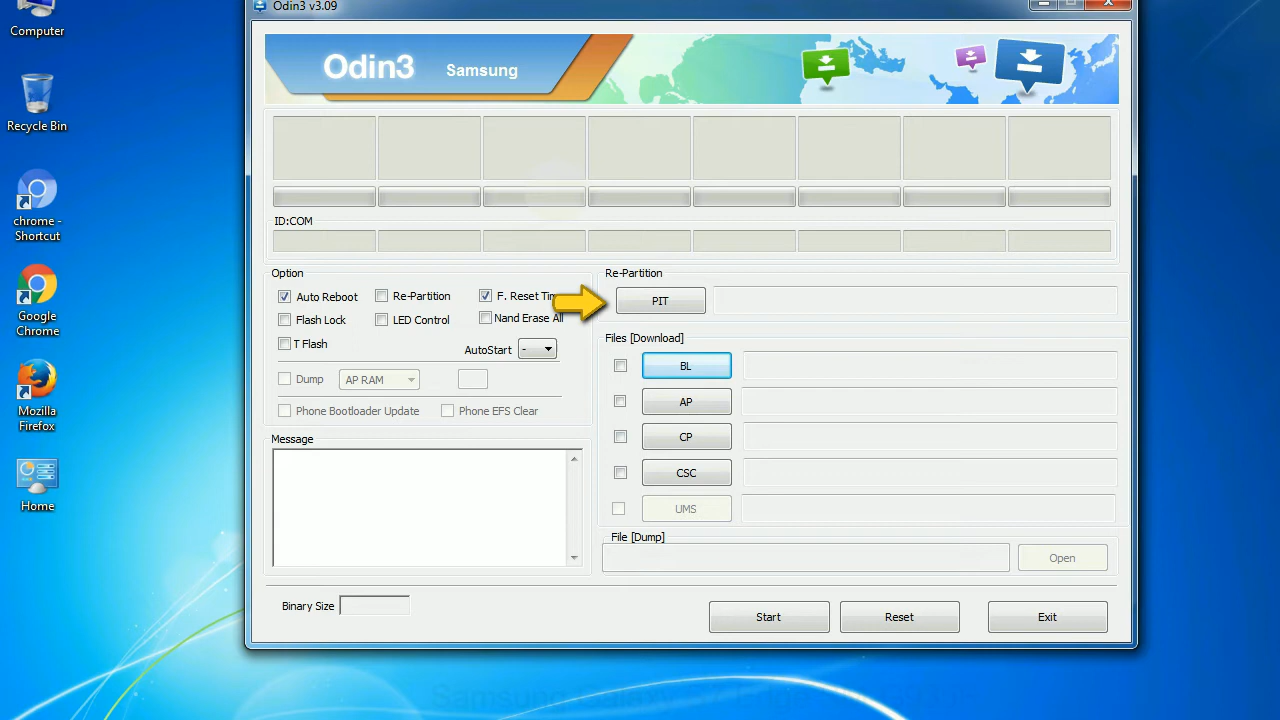 Odin3 v3.09
Computer
Recycle Bin
chrome -
Shortcut
Google
Chrome
Mozilla
Firefox
Home
Odin3 Samsung
ID:COM
Option
Auto Reboot Re-Partition F. Reset Tim
Flash Lock LED Control Nand Erase All
T Flash
AutoStart -
Dump AP RAM
Phone Bootloader Update Phone EFS Clear
Message
Re-Partition
PIT
Files [Download]
BL
AP
CP
CSC
UMS
File [Dump]
Open
Binary Size
Start Reset Exit
Samsung Galaxy